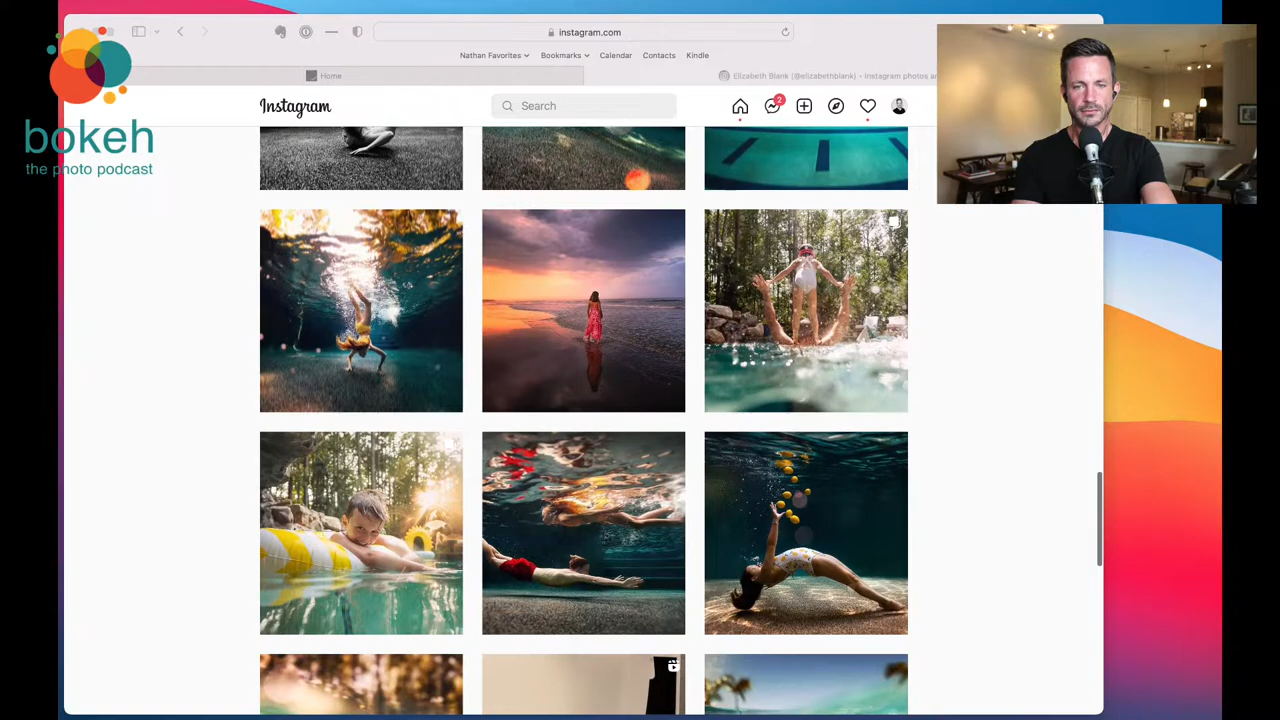 instagram.com
Nathan Favorites
Bookmarks
Calendar
Contacts
Kindle
Home
Elizabeth Blank (@elizabethblank) • Instagram photos
bokeh
the photo podcast
Instagram
Search
2